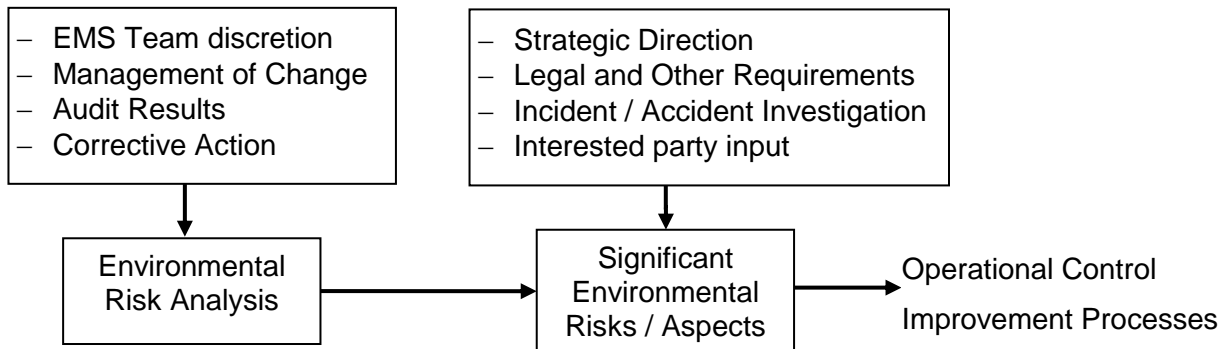 – EMS Team discretion
– Management of Change
– Audit Results
– Corrective Action
– Strategic Direction
– Legal and Other Requirements
– Incident / Accident Investigation
– Interested party input
Environmental
Risk Analysis
Significant
Environmental
Risks / Aspects
Operational Control
Improvement Processes